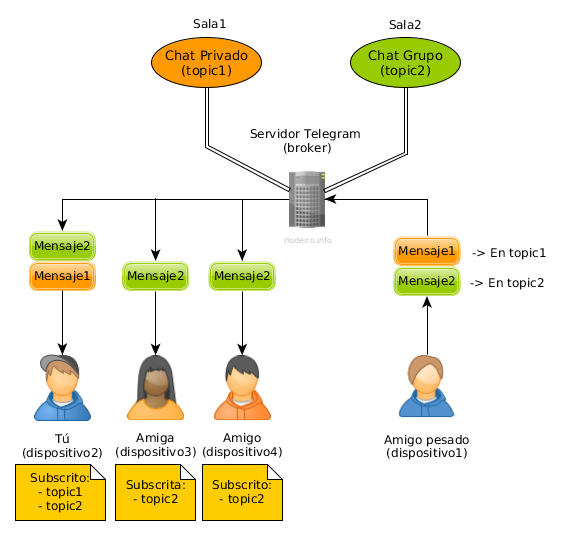 Sala1
Sala2
Chat Privado
(topic1)
Chat Grupo
(topic2)
Servidor Telegram
(broker)
riodeiro.info
Mensaje2
Mensaje1
Mensaje2
Mensaje2
Mensaje1
-> En topic1
Mensaje2
-> En topic2
Tú
(dispositivo2)
Amiga
(dispositivo3)
Amigo
(dispositivo4)
Amigo pesado
(dispositivo1)
Subscrito:
- topic1
- topic2
Subscrita:
- topic2
Subscrito:
- topic2